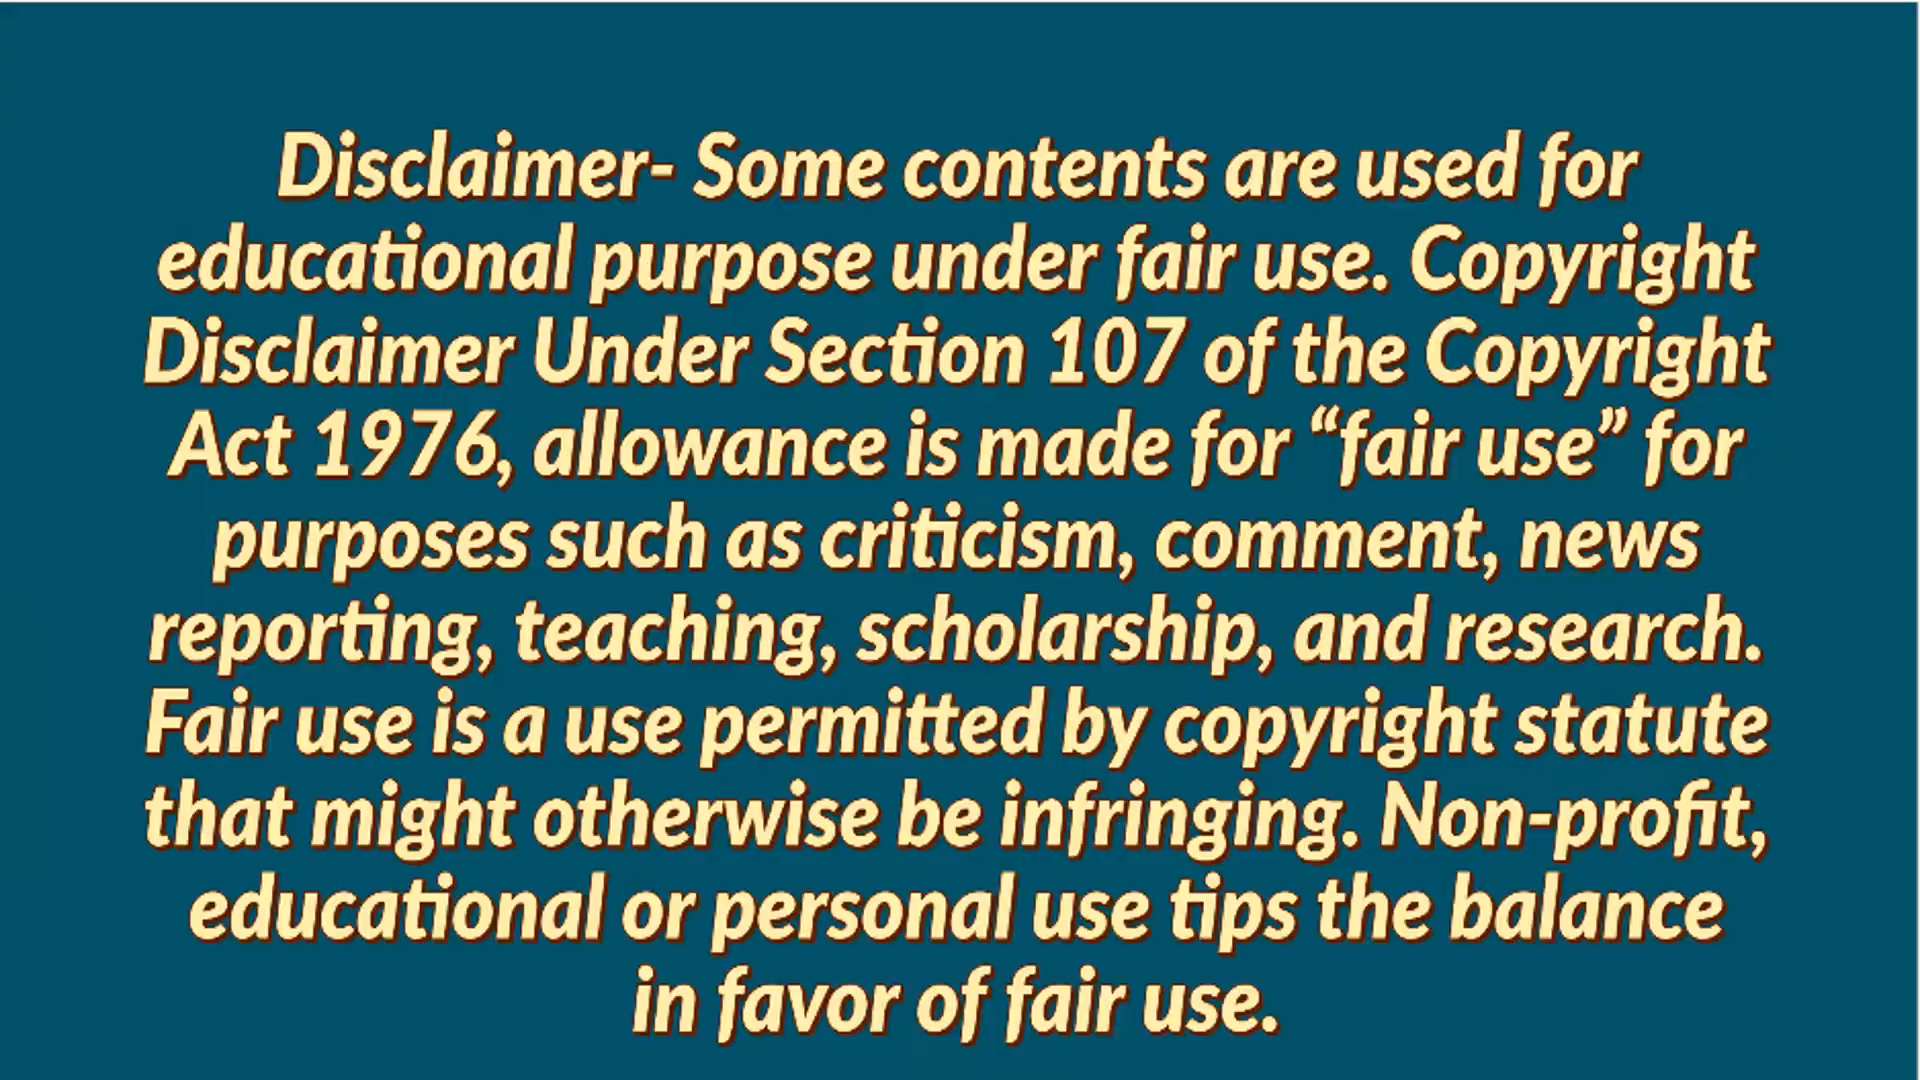 Disclaimer- Some contents are used for
educational purpose under fair use. Copyright
Disclaimer Under Section 107 of the Copyright
Act 1976, allowance is made for “fair use” for
purposes such as criticism, comment, news
reporting, teaching, scholarship, and research.
Fair use is a use permitted by copyright statute
that might otherwise be infringing. Non-profit,
educational or personal use tips the balance
in favor of fair use.